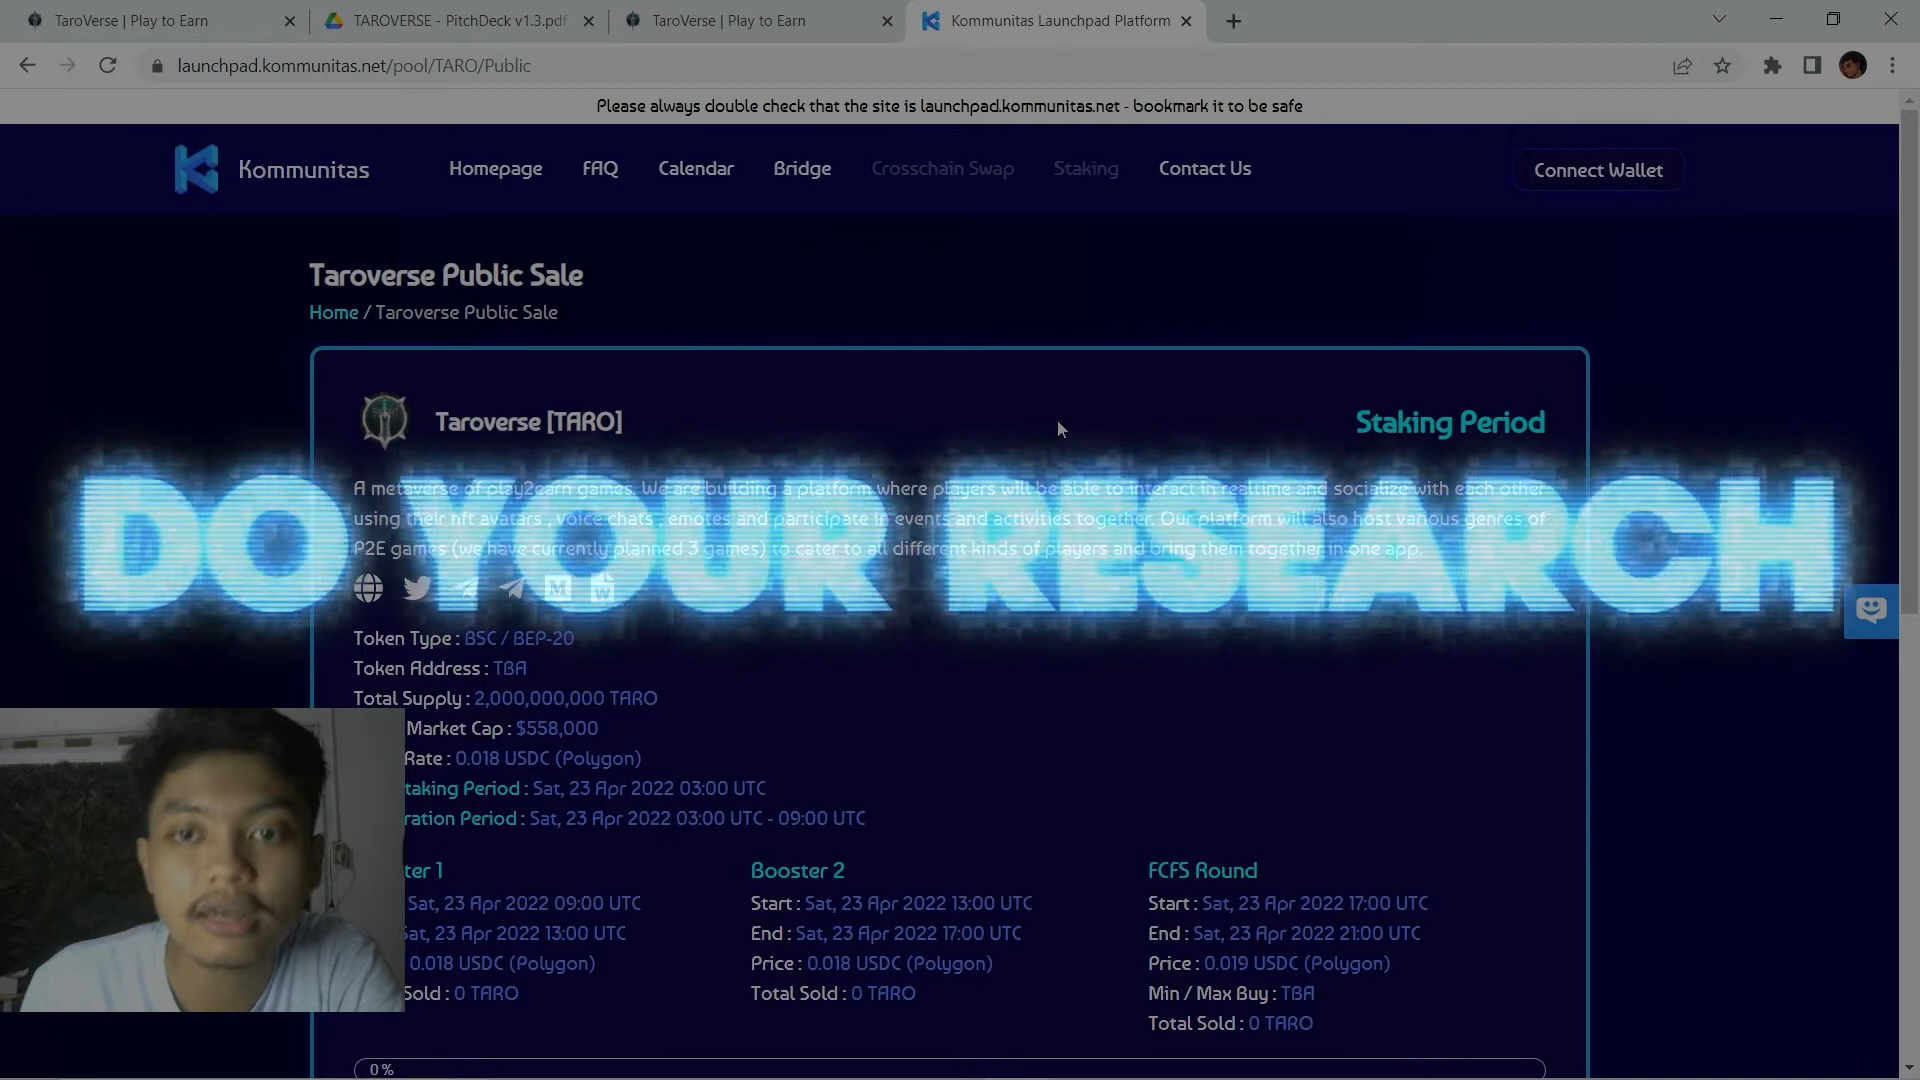 TaroVerse | Play to Earn
TAROVERSE - PitchDeck v1.3.pdf
TaroVerse | Play to Earn
Kommunitas Launchpad Platform
launchpad.kommunitas.net/pool/TARO/Public
Please always double check that the site is launchpad.kommunitas.net - bookmark it to be safe
Kommunitas
Homepage
FAQ
Calendar
Bridge
Crosschain Swap
Staking
Contact Us
Connect Wallet
Taroverse Public Sale
Home / Taroverse Public Sale
Taroverse [TARO]
Staking Period
DO YOUR RESEARCH
A metaverse of play2earn games. We are building a platform where players will be able to interact in realtime and socialize with each other
using their nft avatars , voice chats , emotes and participate in events and activities together. Our platform will also host various genres of
P2E games (we have currently planned 3 games) to cater to all different kinds of players and bring them together in one app.
Token Type : BSC / BEP-20
Token Address : TBA
Total Supply : 2,000,000,000 TARO
Market Cap : $558,000
Rate : 0.018 USDC (Polygon)
taking Period : Sat, 23 Apr 2022 03:00 UTC
ration Period : Sat, 23 Apr 2022 03:00 UTC - 09:00 UTC
ter 1
Sat, 23 Apr 2022 09:00 UTC
Sat, 23 Apr 2022 13:00 UTC
0.018 USDC (Polygon)
Sold : 0 TARO
Booster 2
Start : Sat, 23 Apr 2022 13:00 UTC
End : Sat, 23 Apr 2022 17:00 UTC
Price : 0.018 USDC (Polygon)
Total Sold : 0 TARO
FCFS Round
Start : Sat, 23 Apr 2022 17:00 UTC
End : Sat, 23 Apr 2022 21:00 UTC
Price : 0.019 USDC (Polygon)
Min / Max Buy : TBA
Total Sold : 0 TARO
0 %